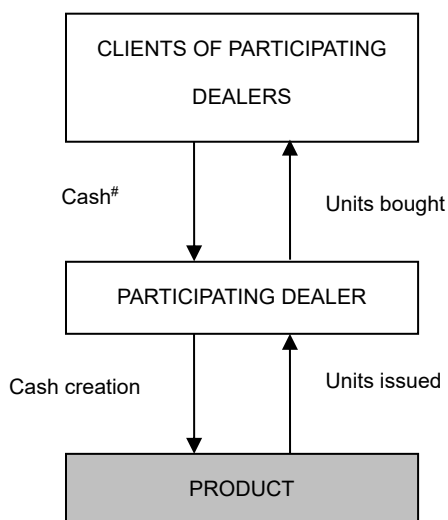 CLIENTS OF PARTICIPATING
DEALERS
Cash#
Units bought
PARTICIPATING DEALER
Cash creation
Units issued
PRODUCT